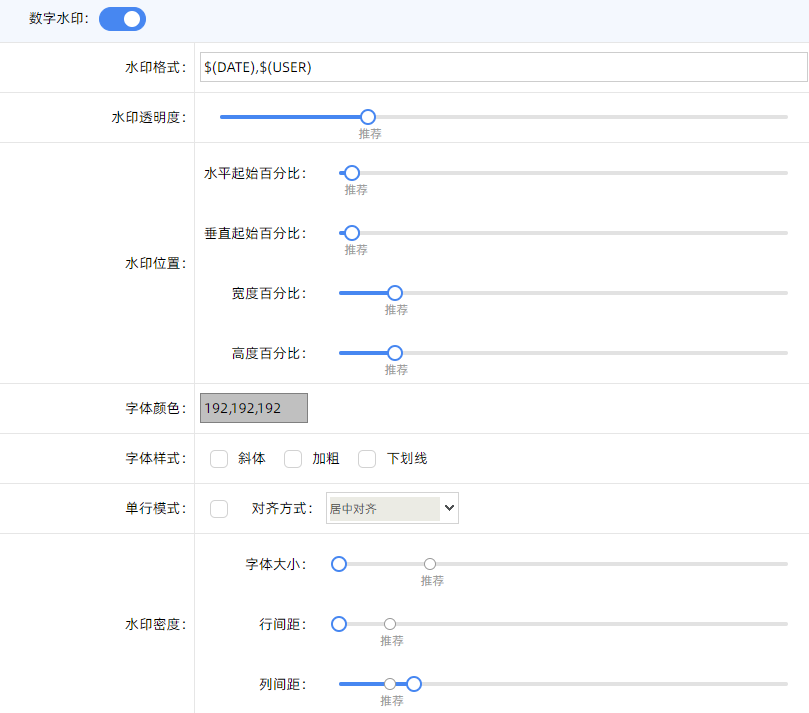 数字水印：
水印格式： $(DATE),$(USER)
水印透明度：
推荐
水印位置：
水平起始百分比：
推荐
垂直起始百分比：
推荐
宽度百分比：
推荐
高度百分比：
推荐
字体颜色： 192,192,192
字体样式： 斜体 加粗 下划线
单行模式： 对齐方式： 居中对齐
水印密度：
字体大小：
推荐
行间距：
推荐
列间距：
推荐